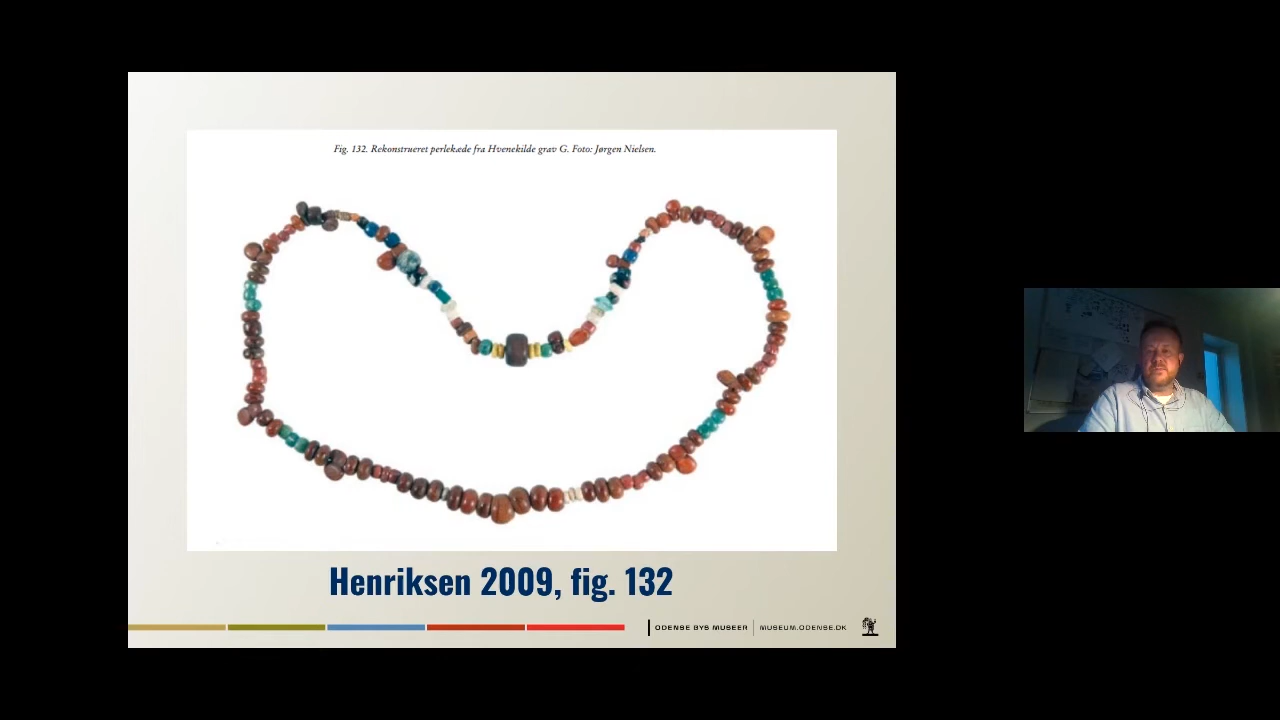 Fig. 132. Rekonstrueret perlekæde fra Hvenekilde grav G. Foto: Jørgen Nielsen.
Henriksen 2009, fig. 132
ODENSE BYS MUSEER | MUSEUM.ODENSE.DK